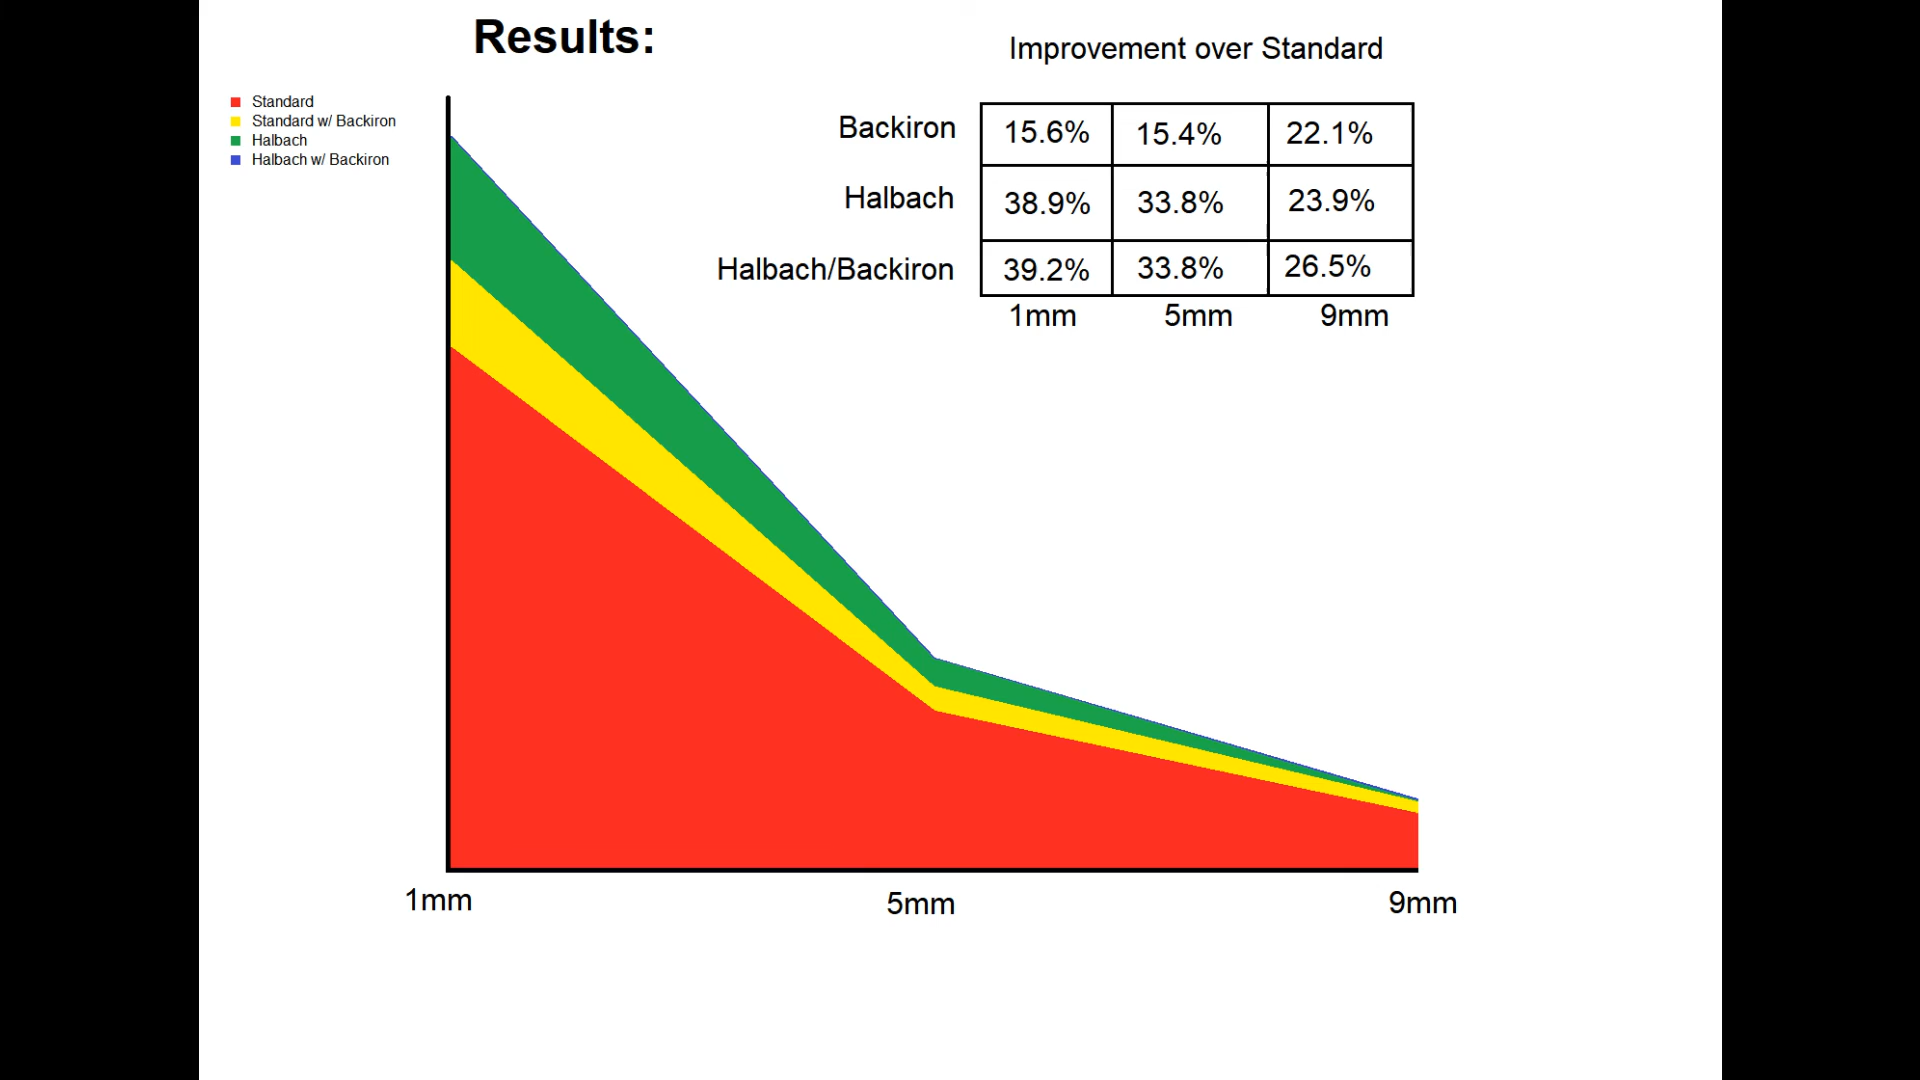 Results:
Improvement over Standard
Standard
Standard w/ Backiron
Halbach
Halbach w/ Backiron
Backiron 15.6% 15.4% 22.1%
Halbach 38.9% 33.8% 23.9%
Halbach/Backiron 39.2% 33.8% 26.5%
1mm 5mm 9mm
1mm 5mm 9mm